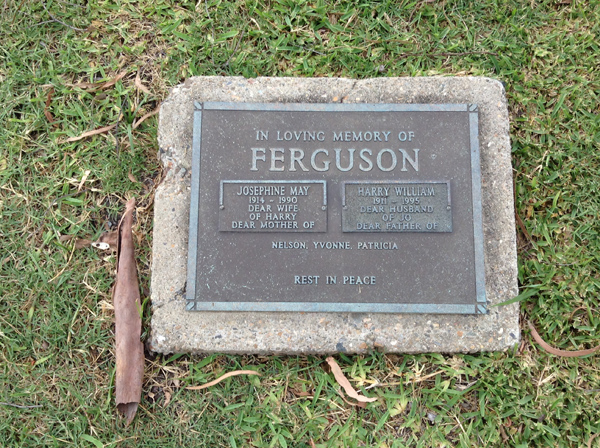 IN LOVING MEMORY OF
FERGUSON
JOSEPHINE MAY
1914 - 1990
DEAR WIFE
OF HARRY
DEAR MOTHER OF
HARRY WILLIAM
1911 - 1995
DEAR HUSBAND
OF JO
DEAR FATHER OF
NELSON, YVONNE, PATRICIA
REST IN PEACE